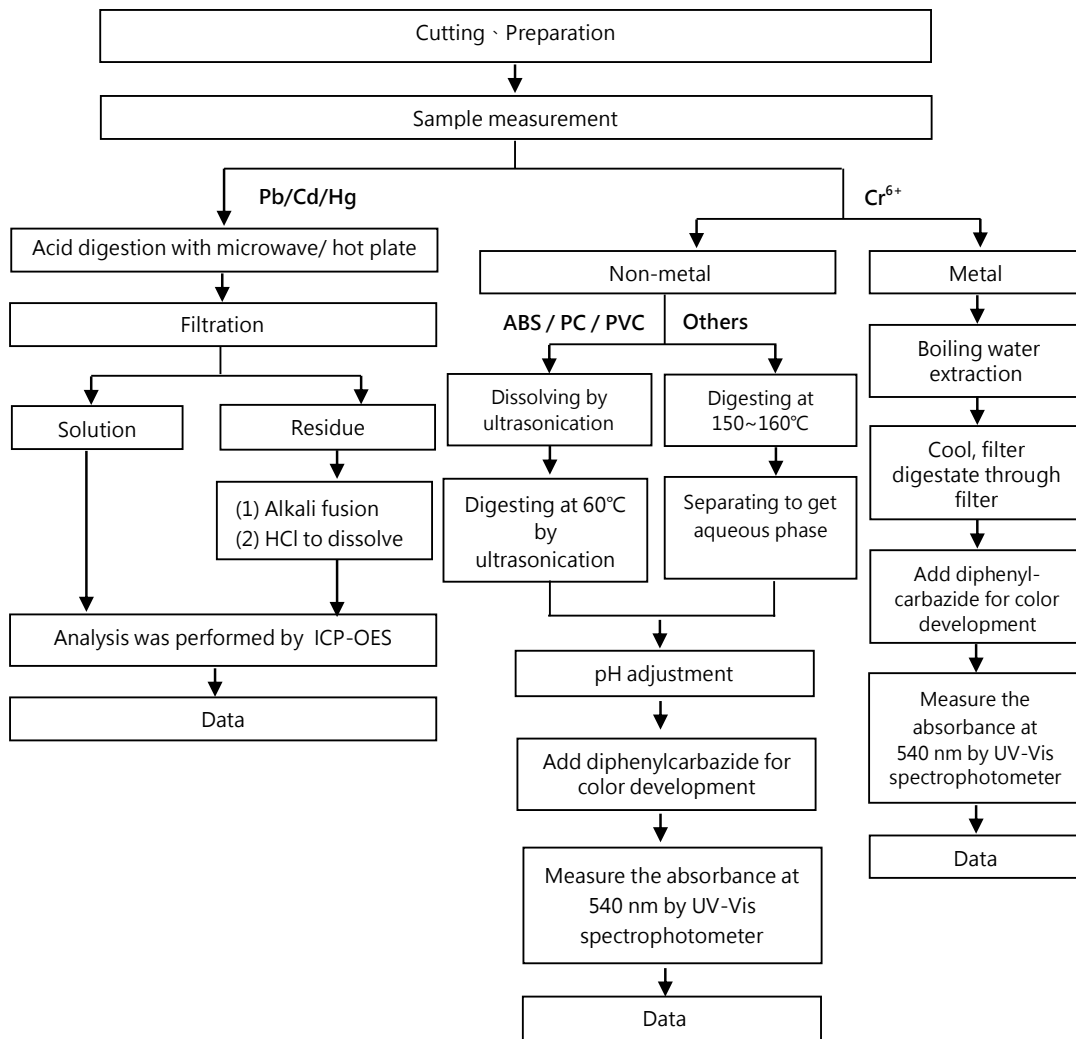 Cutting、Preparation
Sample measurement
Pb/Cd/Hg
Acid digestion with microwave/ hot plate
Filtration
Solution
Residue
(1) Alkali fusion
(2) HCl to dissolve
Analysis was performed by ICP-OES
Data
Cr⁶⁺
Non-metal
ABS / PC / PVC
Others
Dissolving by
ultrasonication
Digesting at
150~160℃
Digesting at 60℃
by
ultrasonication
Separating to get
aqueous phase
pH adjustment
Add diphenylcarbazide for
color development
Measure the absorbance at
540 nm by UV-Vis
spectrophotometer
Data
Metal
Boiling water
extraction
Cool, filter
digestate through
filter
Add diphenyl-
carbazide for color
development
Measure the
absorbance at
540 nm by UV-Vis
spectrophotometer
Data